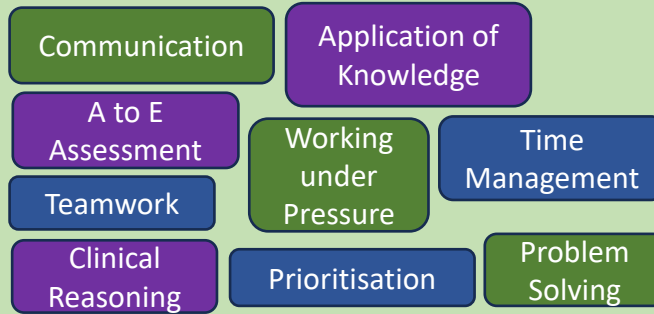 Communication
Application of
Knowledge
A to E
Assessment
Working
under
Pressure
Time
Management
Teamwork
Clinical
Reasoning
Prioritisation
Problem
Solving